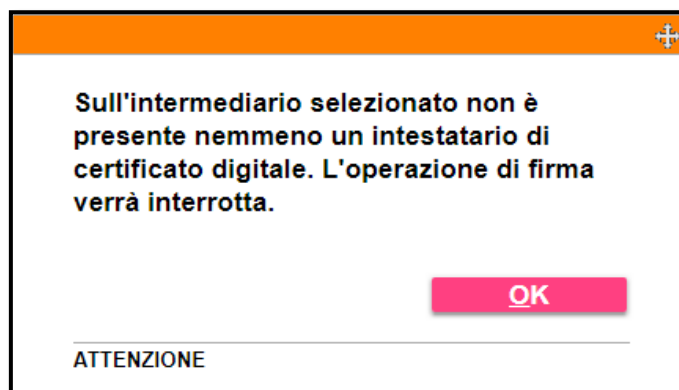 Sull'intermediario selezionato non è
presente nemmeno un intestatario di
certificato digitale. L'operazione di firma
verrà interrotta.
OK
ATTENZIONE